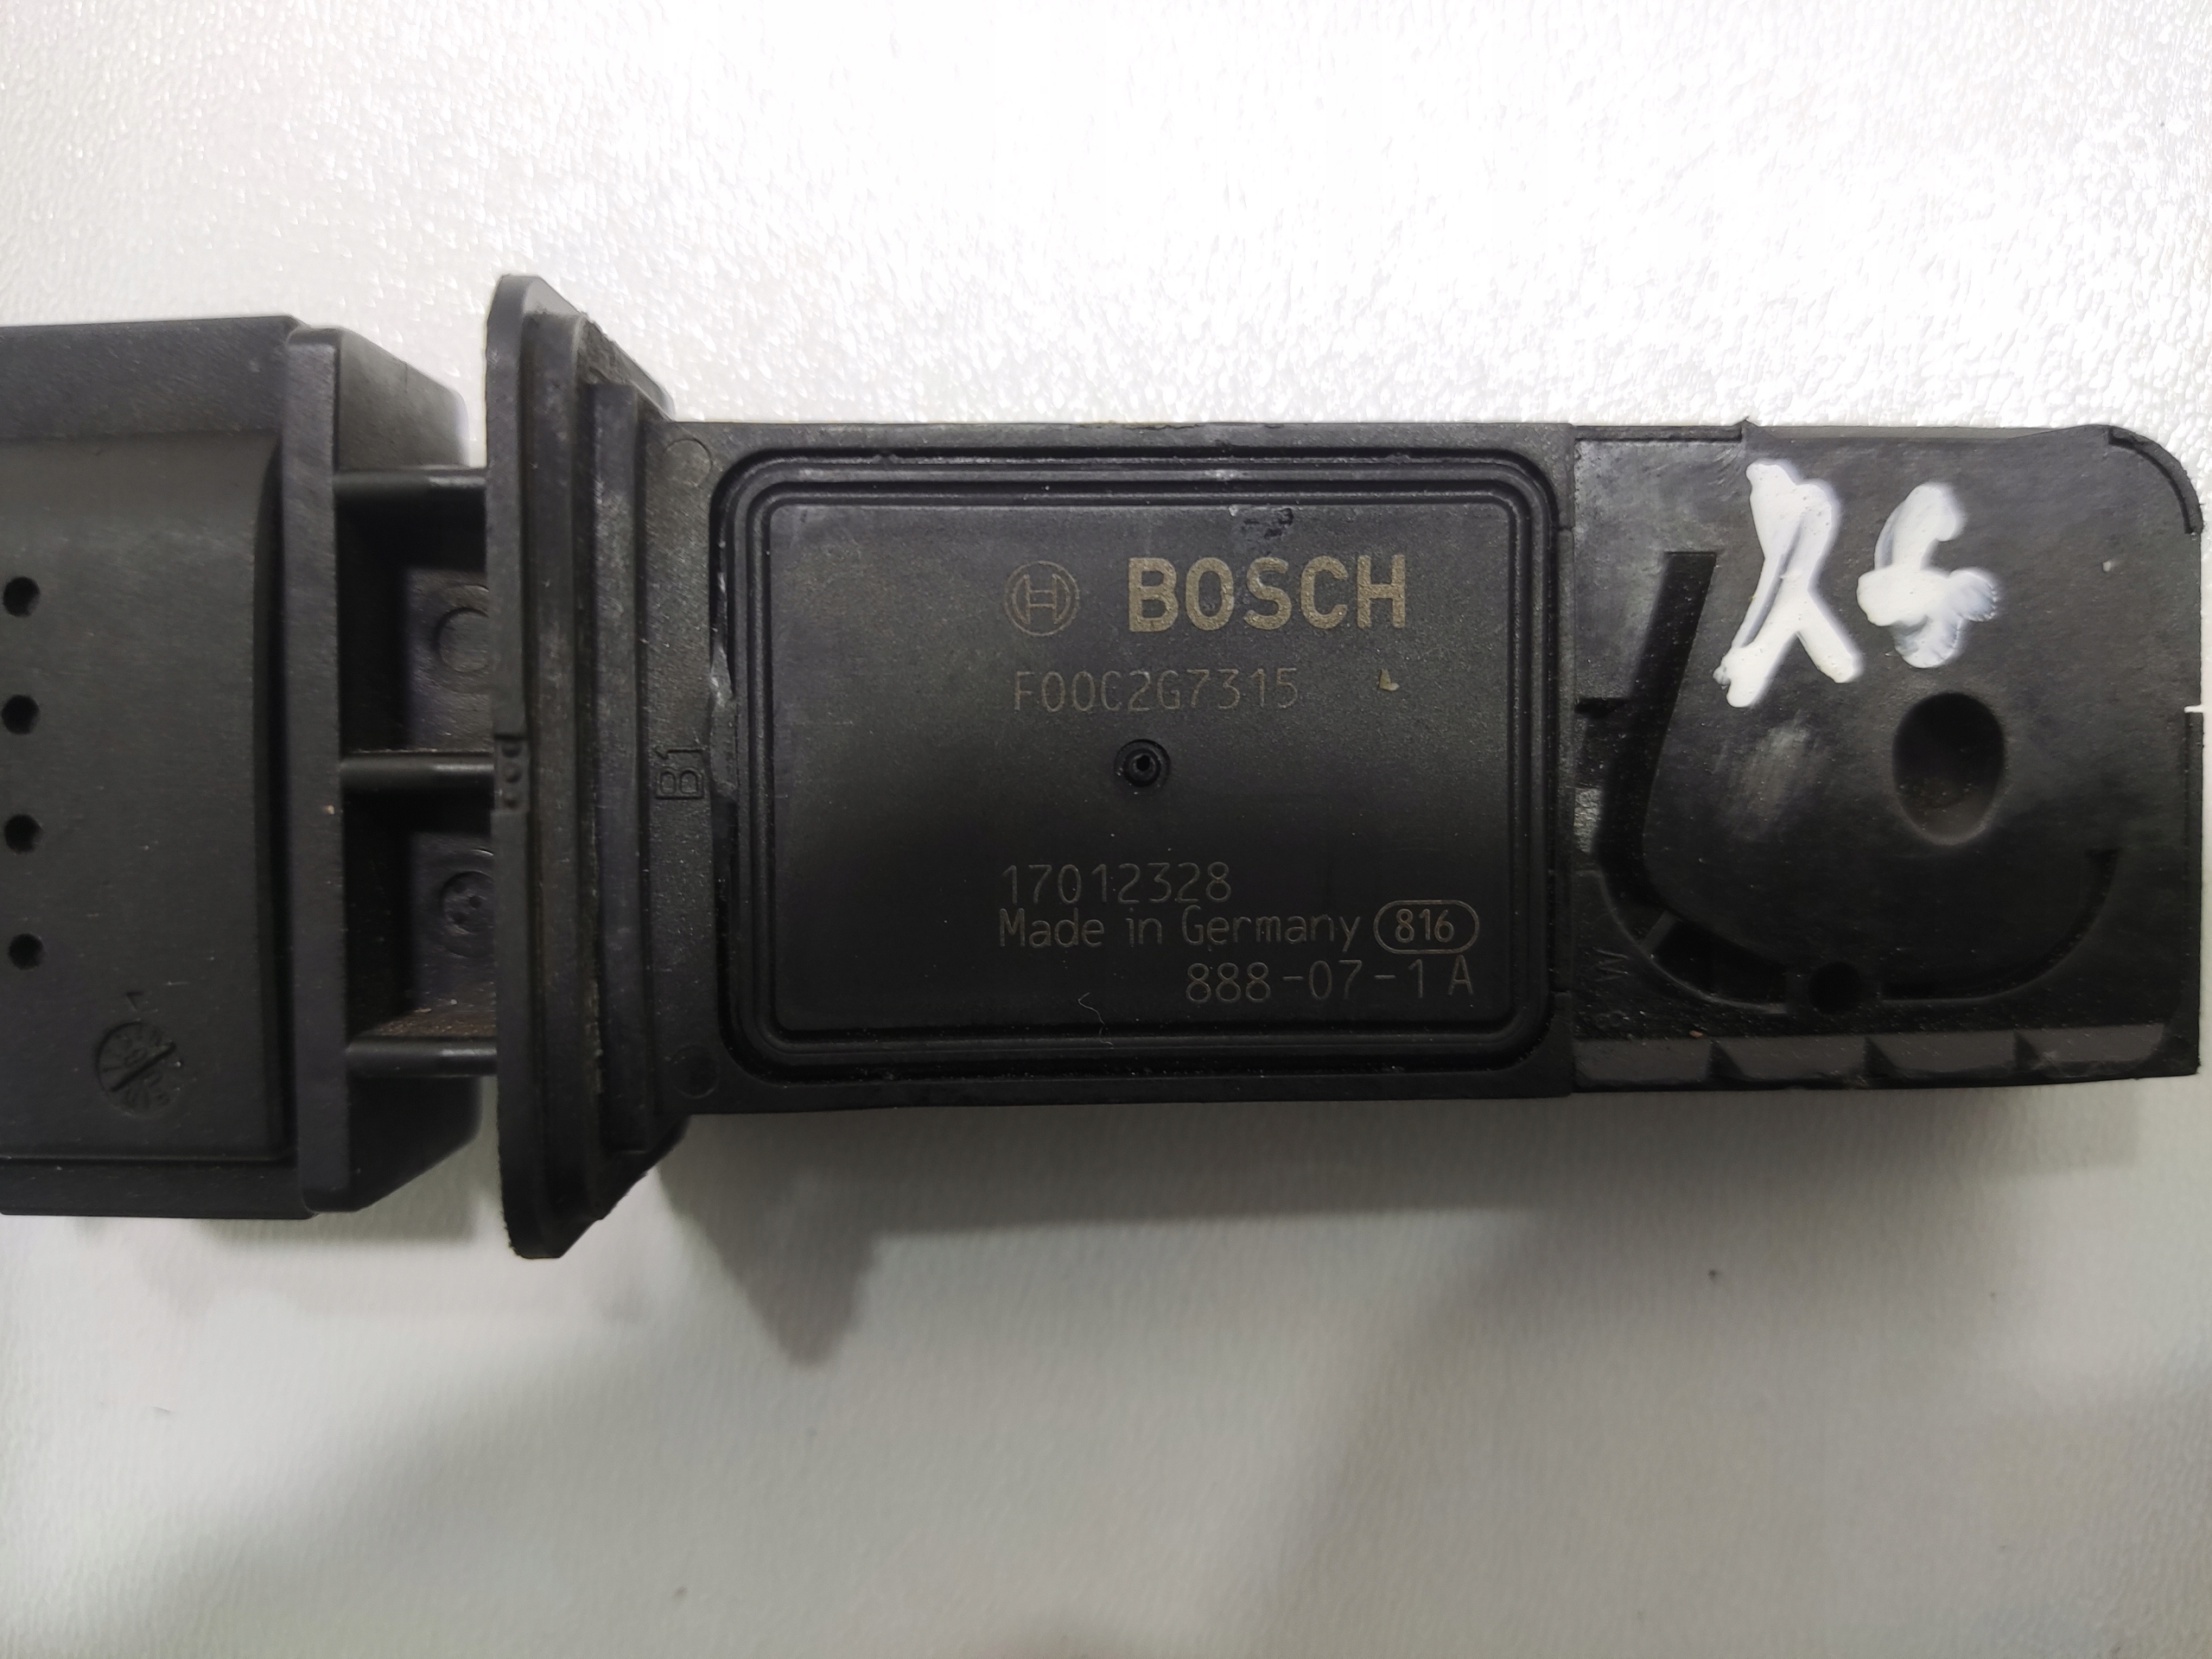 BOSCH
F00C2G7315
B1
17012328
Made in Germany 816
888-07-1 A